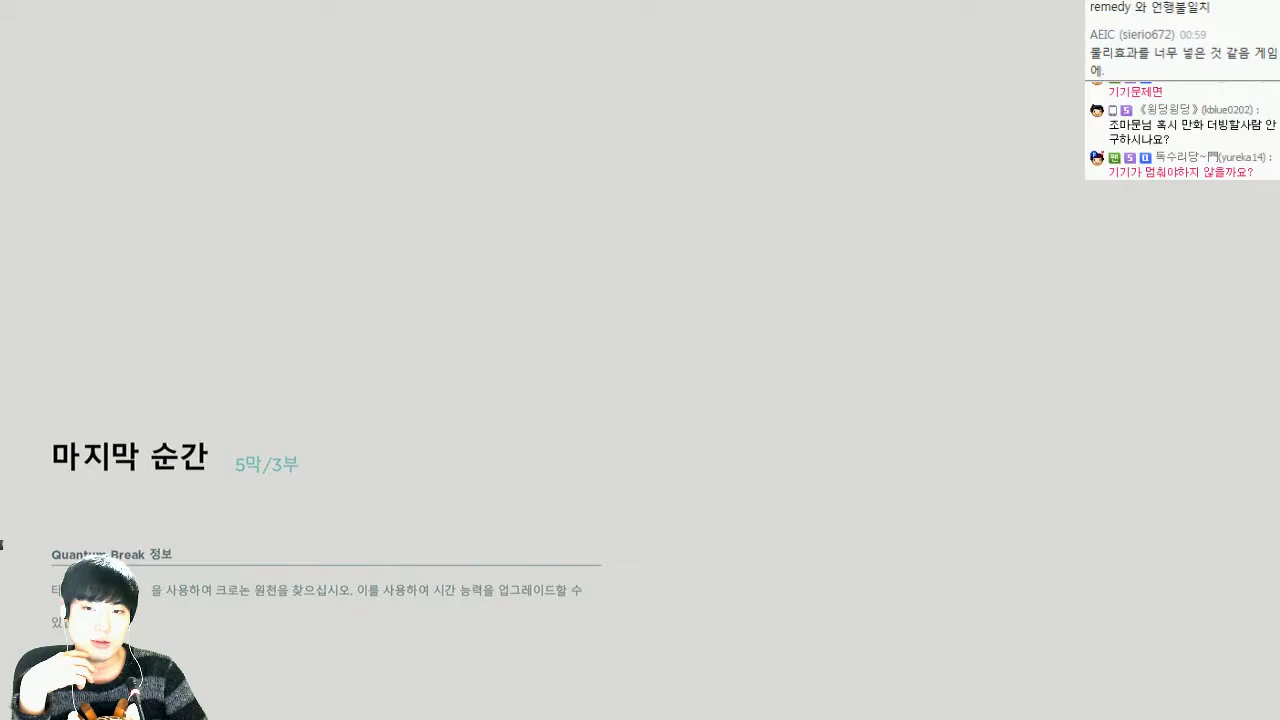 remedy 와 언행불일치
AEIC (sierio672) 00:59
물리효과를 너무 넣은 것 같음 게임
에.
기기문제면
5 《윙덩윙덩》(kblue0202) :
조마문님 혹시 만화 더빙할사람 안
구하시나요?
팬 5 독수리당~門(yureka14) :
기기가 멈춰야하지 않을까요?
마지막 순간 5막/3부
Quantum Break 정보
을 사용하여 크로논 원천을 찾으십시오. 이를 사용하여 시간 능력을 업그레이드할 수